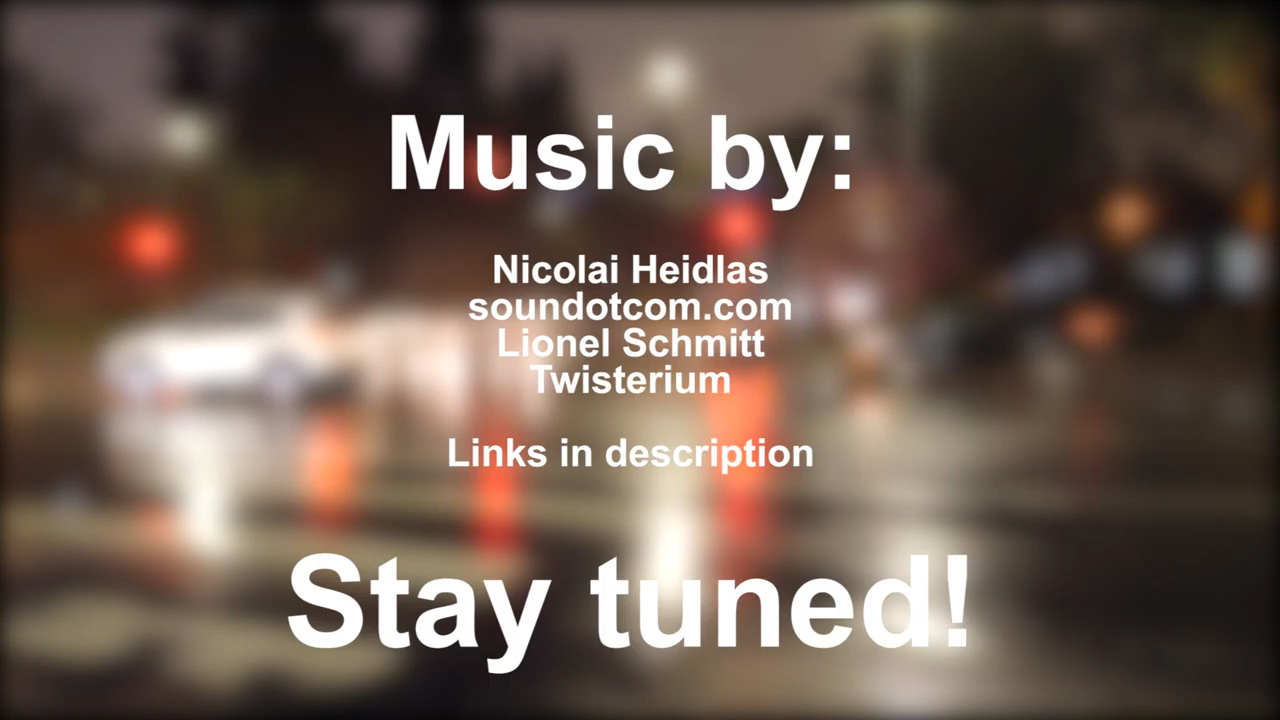 Music by:
Nicolai Heidlas
soundotcom.com
Lionel Schmitt
Twisterium
Links in description
Stay tuned!